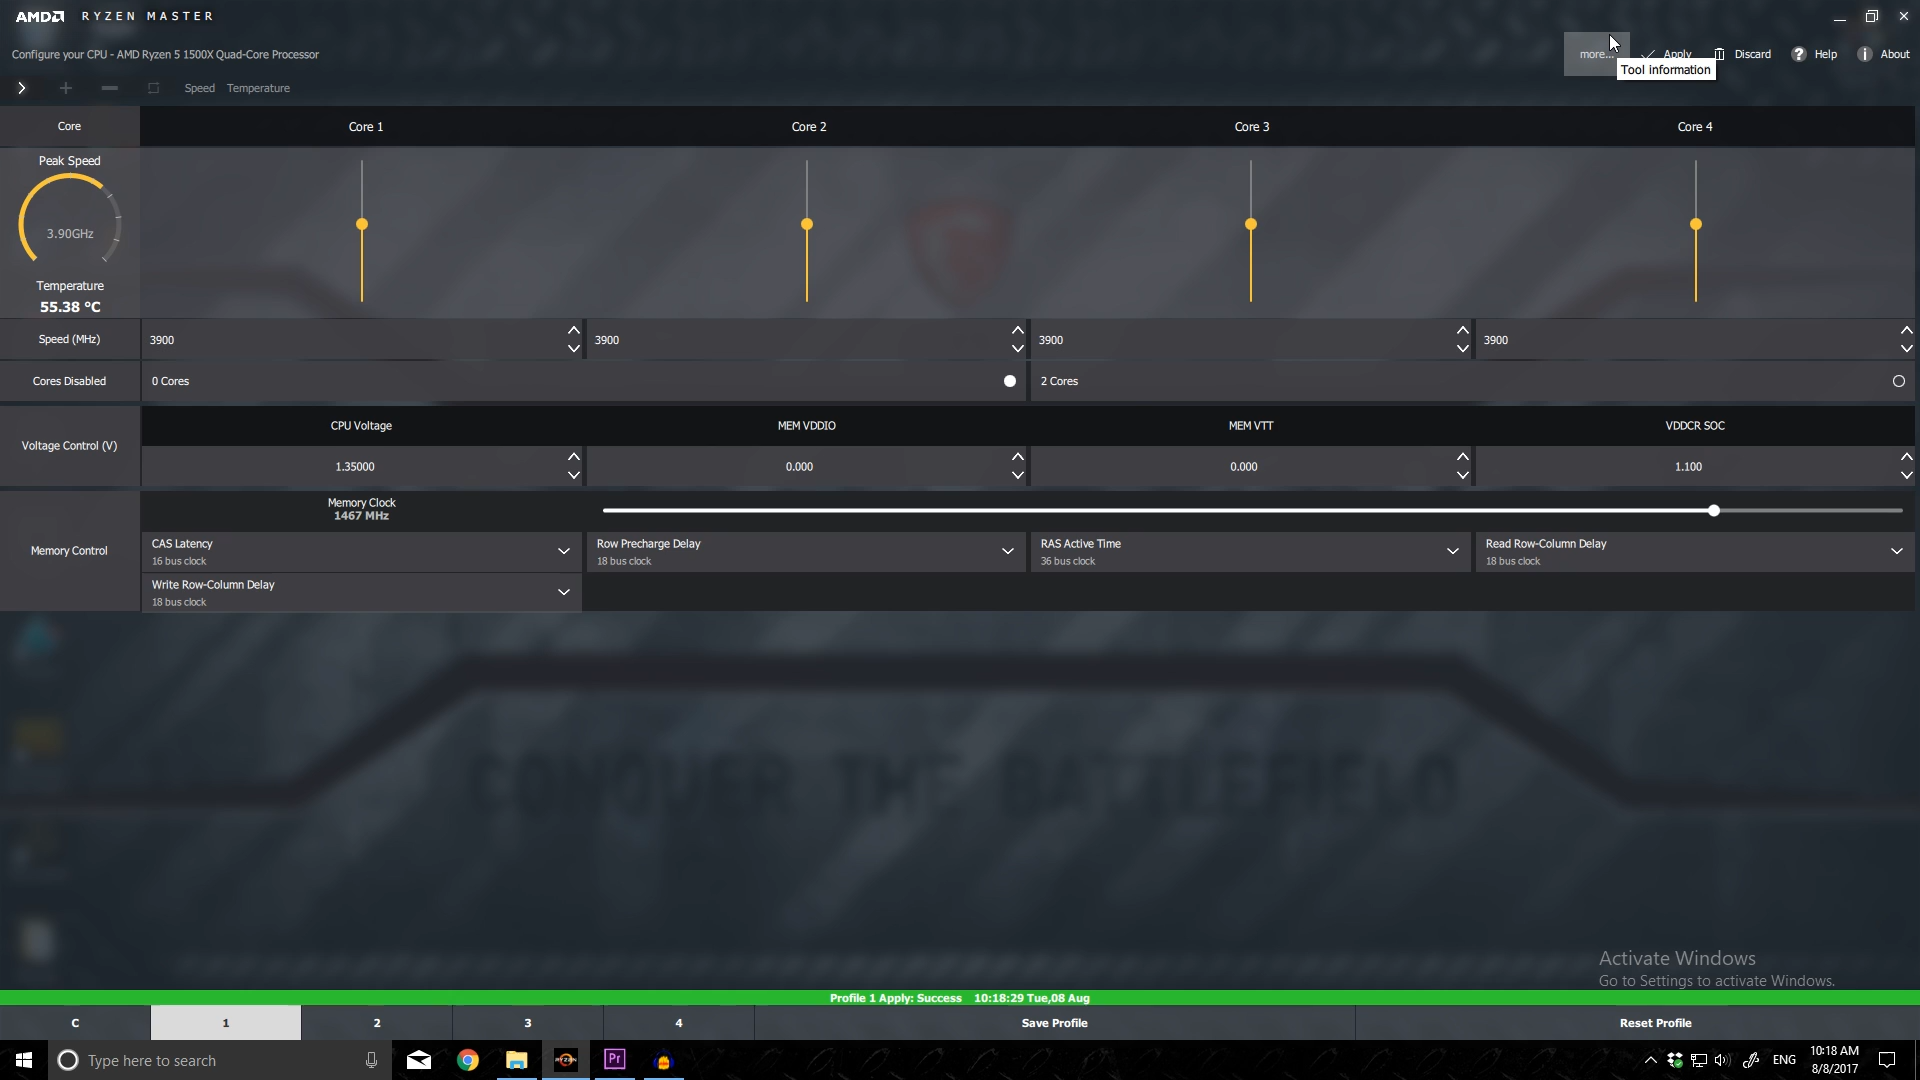 AMD RYZEN MASTER
Configure your CPU - AMD Ryzen 5 1500X Quad-Core Processor
more... Apply Discard Help About
Tool information
Speed Temperature
Core Core 1 Core 2 Core 3 Core 4
Peak Speed
3.90GHz
Temperature
55.38 °C
Speed (MHz) 3900 3900 3900 3900
Cores Disabled 0 Cores 2 Cores
Voltage Control (V) CPU Voltage MEM VDDIO MEM VTT VDDCR SOC
1.35000 0.000 0.000 1.100
Memory Control
Memory Clock
1467 MHz
CAS Latency
16 bus clock
Row Precharge Delay
18 bus clock
RAS Active Time
36 bus clock
Read Row-Column Delay
18 bus clock
Write Row-Column Delay
18 bus clock
CONQUER THE BATTLEFIELD
Activate Windows
Go to Settings to activate Windows.
Profile 1 Apply: Success 10:18:29 Tue,08 Aug
C 1 2 3 4 Save Profile Reset Profile
Type here to search
RYZEN
Pr
ENG
10:18 AM
8/8/2017